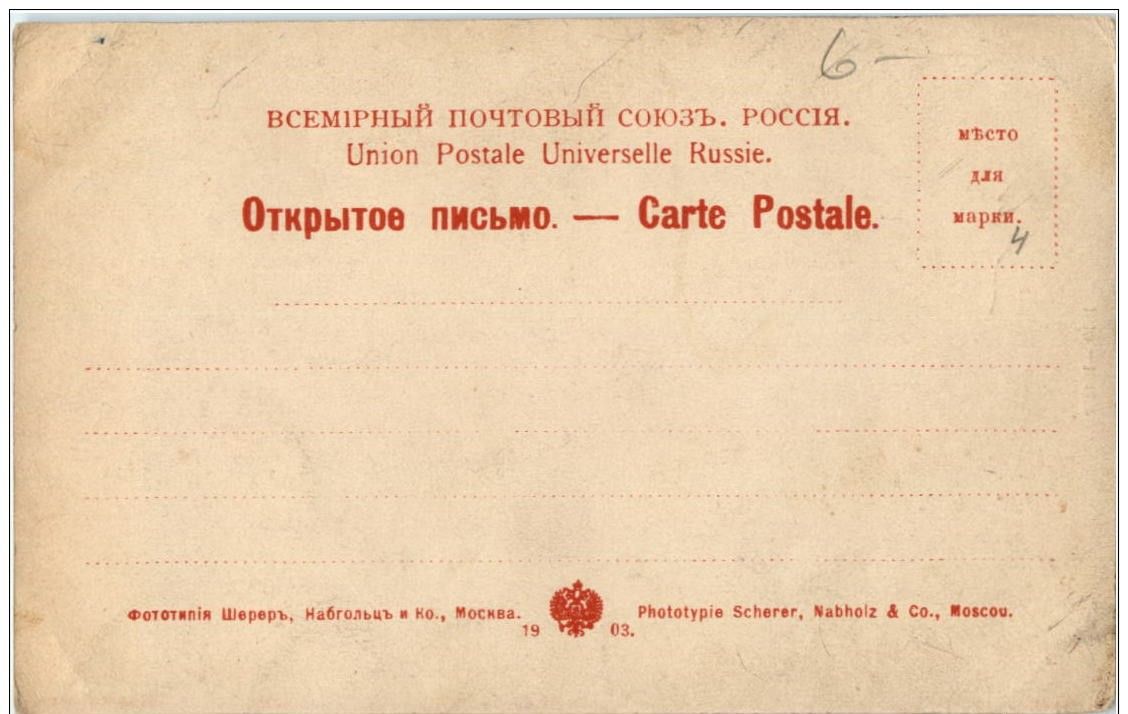 6-
ВСЕМІРНЫЙ ПОЧТОВЫЙ СОЮЗЪ. РОССІЯ.
Union Postale Universelle Russie.
Открытое письмо. — Carte Postale.
мѣсто
для
марки.
4
Фототипія Шереръ, Набгольцъ и Ко., Москва.
Phototypie Scherer, Nabholz & Co., Moscou.
19 03.